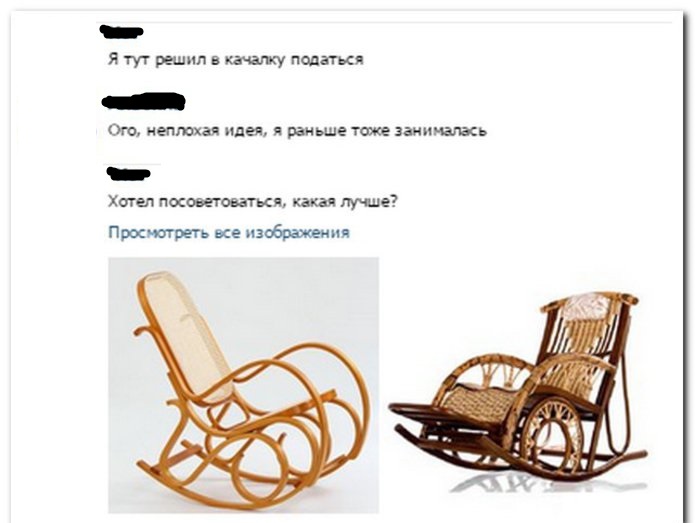 Я тут решил в качалку податься
Ого, неплохая идея, я раньше тоже занималась
Хотел посоветоваться, какая лучше?
Просмотреть все изображения